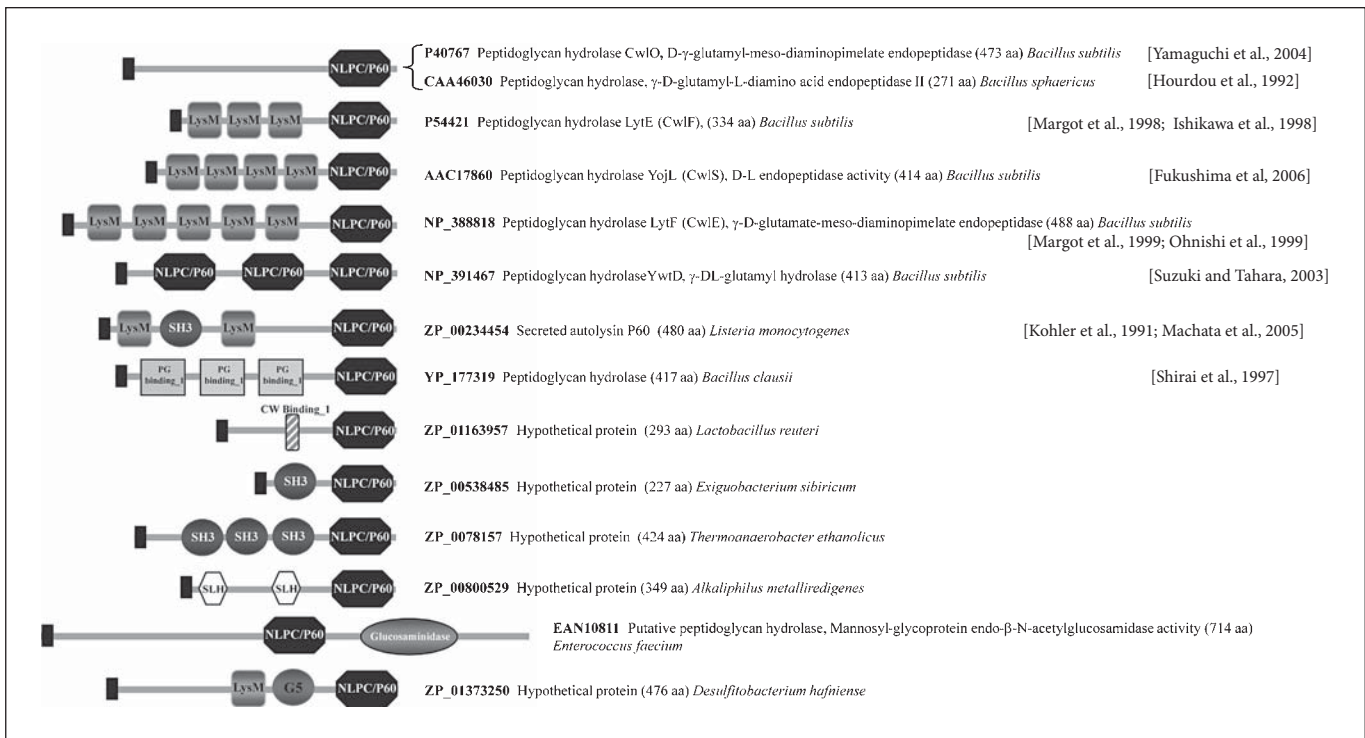 NLPC/P60
P40767 Peptidoglycan hydrolase CwlO, D-γ-glutamyl-meso-diaminopimelate endopeptidase (473 aa) Bacillus subtilis [Yamaguchi et al., 2004]
CAA46030 Peptidoglycan hydrolase, γ-D-glutamyl-L-diamino acid endopeptidase II (271 aa) Bacillus sphaericus [Hourdou et al., 1992]
LysM LysM LysM NLPC/P60 P54421 Peptidoglycan hydrolase LytE (CwlF), (334 aa) Bacillus subtilis [Margot et al., 1998; Ishikawa et al., 1998]
LysM LysM LysM LysM NLPC/P60 AAC17860 Peptidoglycan hydrolase YojL (CwlS), D-L endopeptidase activity (414 aa) Bacillus subtilis [Fukushima et al, 2006]
LysM LysM LysM LysM LysM NLPC/P60 NP_388818 Peptidoglycan hydrolase LytF (CwlE), γ-D-glutamate-meso-diaminopimelate endopeptidase (488 aa) Bacillus subtilis
[Margot et al., 1999; Ohnishi et al., 1999]
NLPC/P60 NLPC/P60 NLPC/P60 NP_391467 Peptidoglycan hydrolaseYwtD, γ-DL-glutamyl hydrolase (413 aa) Bacillus subtilis [Suzuki and Tahara, 2003]
LysM SH3 LysM NLPC/P60 ZP_00234454 Secreted autolysin P60 (480 aa) Listeria monocytogenes [Kohler et al., 1991; Machata et al., 2005]
PG binding_1 PG binding_1 PG binding_1 NLPC/P60 YP_177319 Peptidoglycan hydrolase (417 aa) Bacillus clausii [Shirai et al., 1997]
CW Binding_1
NLPC/P60 ZP_01163957 Hypothetical protein (293 aa) Lactobacillus reuteri
SH3 NLPC/P60 ZP_00538485 Hypothetical protein (227 aa) Exiguobacterium sibiricum
SH3 SH3 SH3 NLPC/P60 ZP_0078157 Hypothetical protein (424 aa) Thermoanaerobacter ethanolicus
SLH SLH NLPC/P60 ZP_00800529 Hypothetical protein (349 aa) Alkaliphilus metalliredigenes
NLPC/P60 Glucosaminidase EAN10811 Putative peptidoglycan hydrolase, Mannosyl-glycoprotein endo-β-N-acetylglucosamidase activity (714 aa)
Enterococcus faecium
LysM G5 NLPC/P60 ZP_01373250 Hypothetical protein (476 aa) Desulfitobacterium hafniense